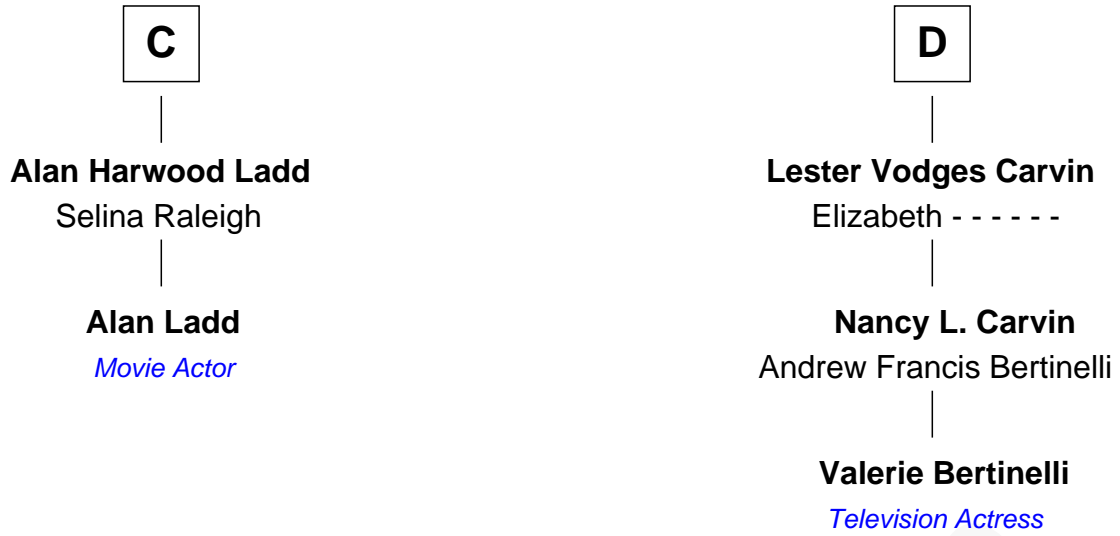 C
Alan Harwood Ladd
Selina Raleigh
Alan Ladd
Movie Actor
D
Lester Vodges Carvin
Elizabeth - - - - - -
Nancy L. Carvin
Andrew Francis Bertinelli
Valerie Bertinelli
Television Actress